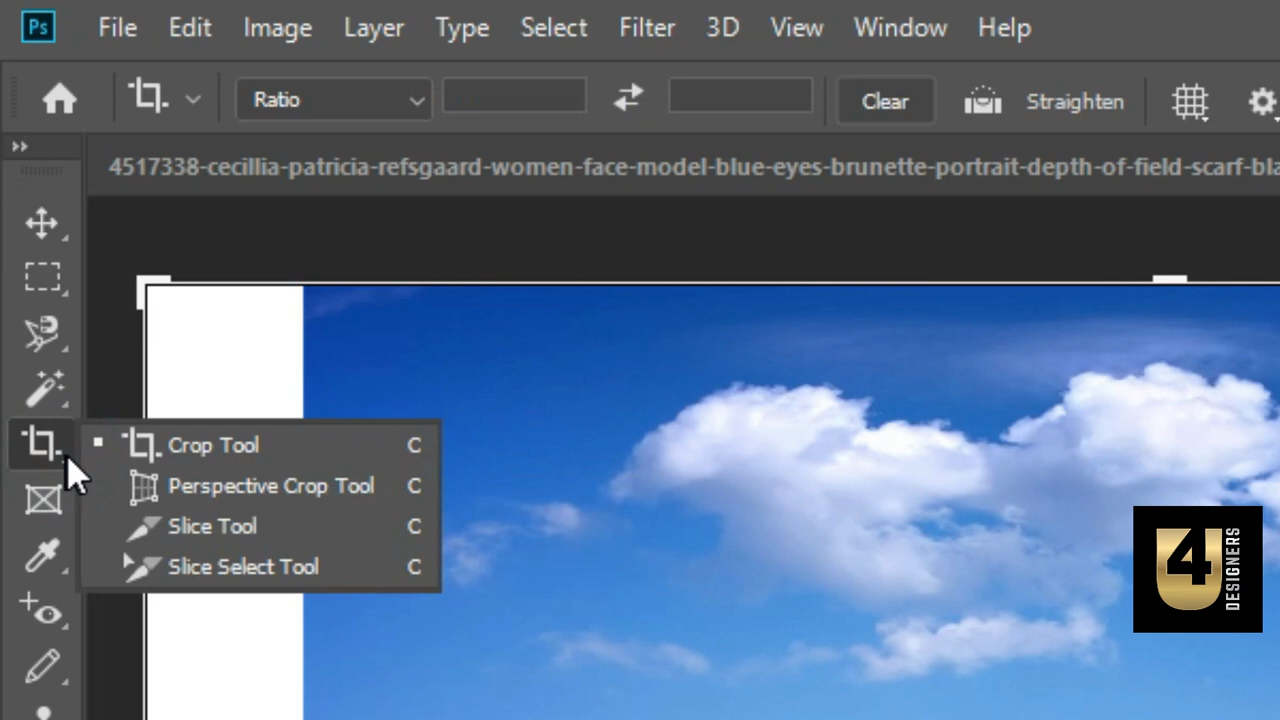 Ps File Edit Image Layer Type Select Filter 3D View Window Help
Ratio Clear Straighten
4517338-cecillia-patricia-refsgaard-women-face-model-blue-eyes-brunette-portrait-depth-of-field-scarf-bla
Crop Tool C
Perspective Crop Tool C
Slice Tool C
Slice Select Tool C
U4 DESIGNERS